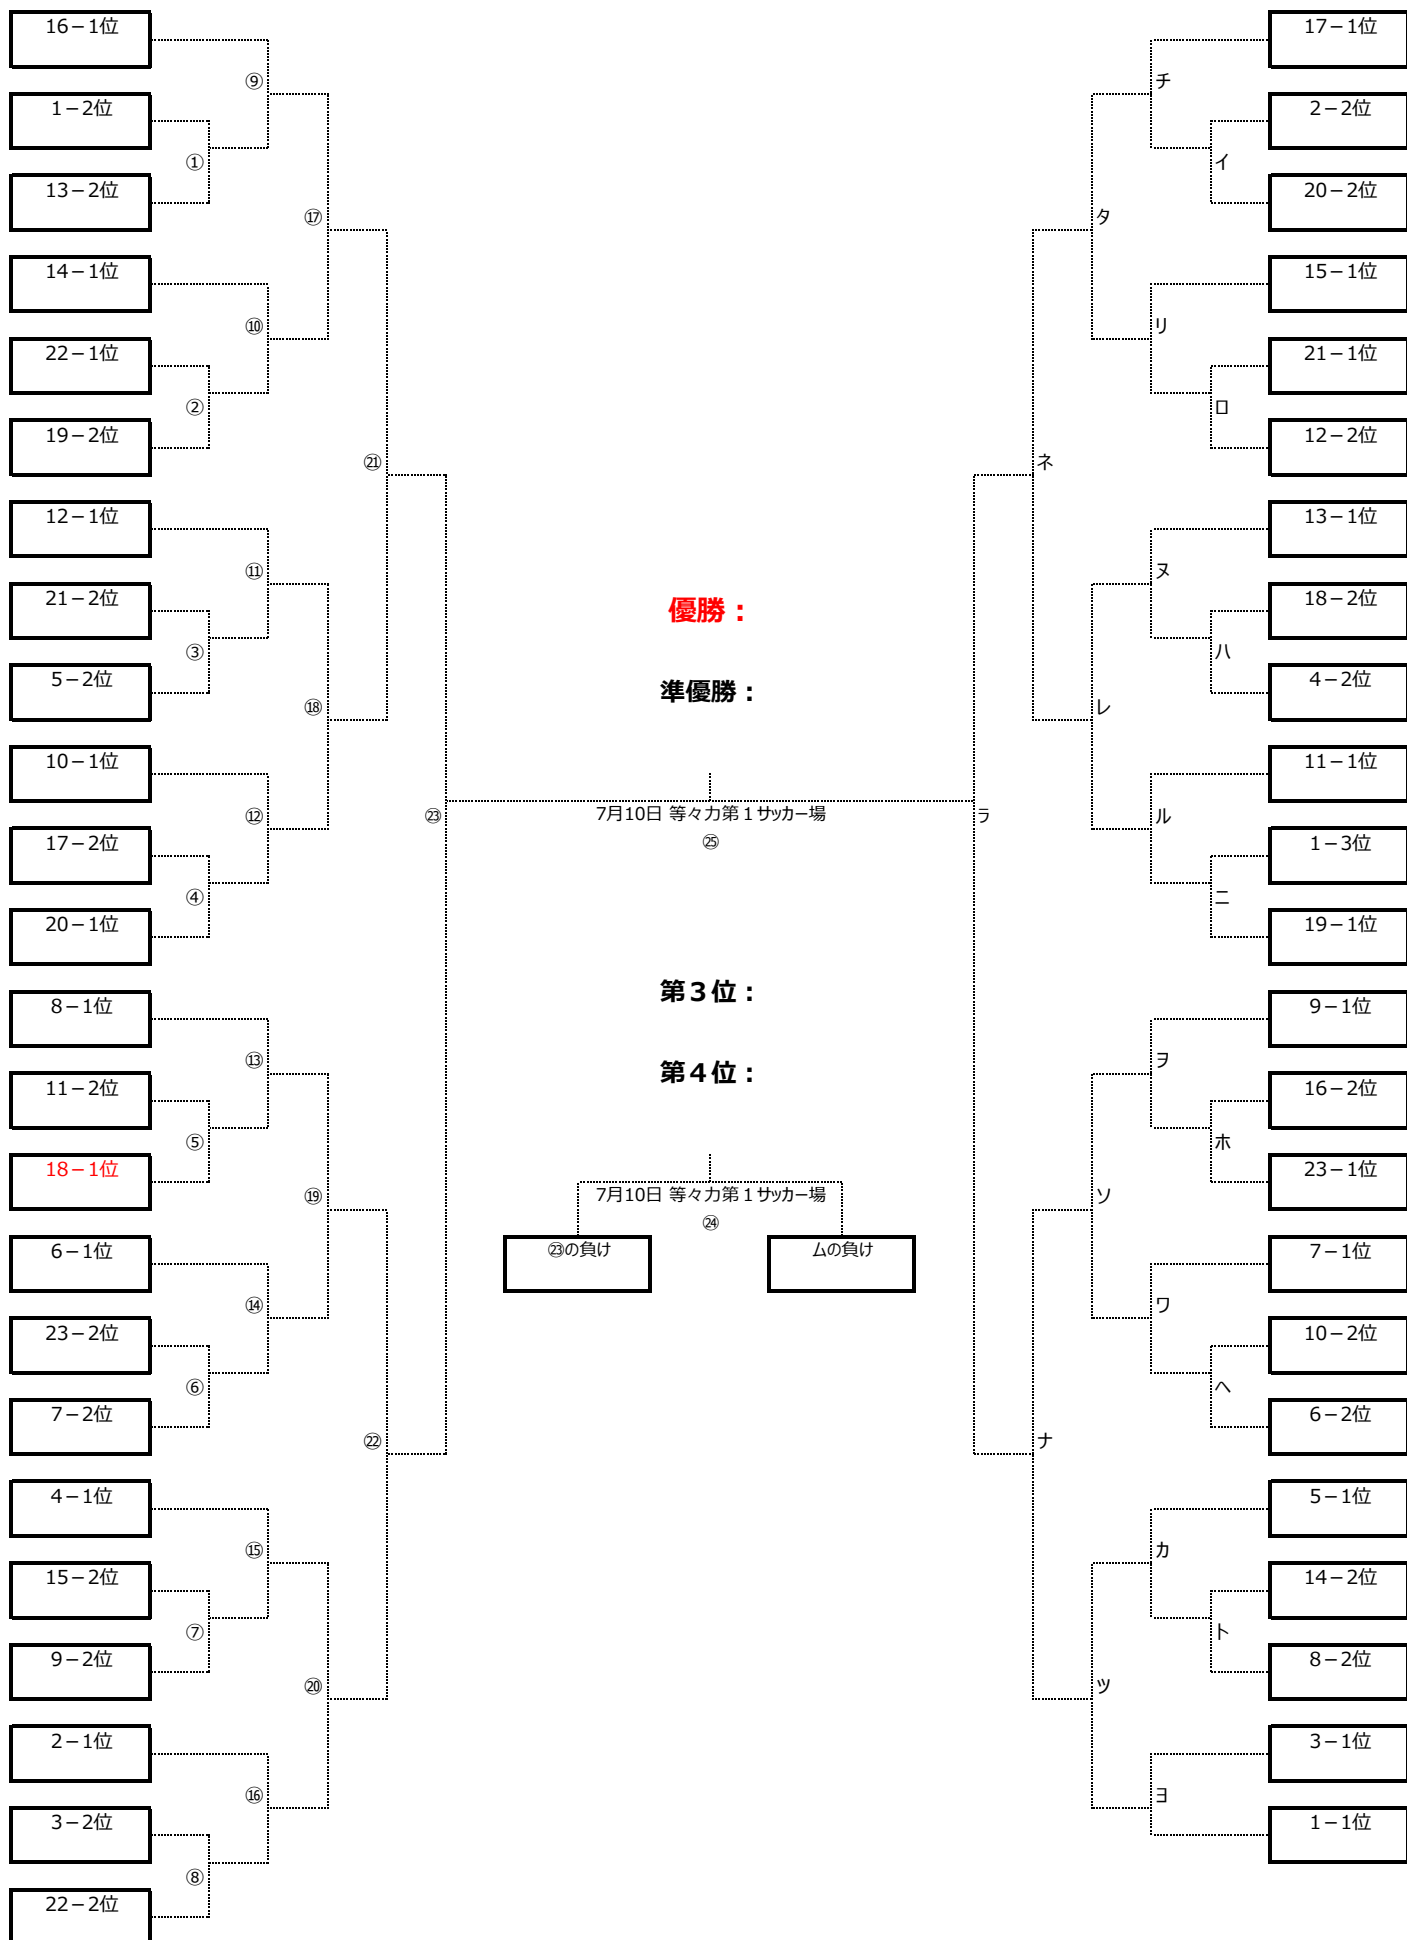 16－1位
⑨
1－2位
①
13－2位
⑰
14－1位
⑩
22－1位
②
19－2位
㉑
12－1位
⑪
21－2位
③
5－2位
⑱
10－1位
⑫
17－2位
④
20－1位
㉓
8－1位
⑬
11－2位
⑤
18－1位
⑲
6－1位
⑭
23－2位
⑥
7－2位
㉒
4－1位
⑮
15－2位
⑦
9－2位
⑳
2－1位
⑯
3－2位
⑧
22－2位
優勝：
準優勝：
7月10日 等々力第１サッカー場
㉕
第３位：
第４位：
7月10日 等々力第１サッカー場
㉔
㉓の負け
ムの負け
17－1位
チ
2－2位
イ
20－2位
タ
15－1位
リ
21－1位
ロ
12－2位
ネ
13－1位
ヌ
18－2位
ハ
4－2位
レ
11－1位
ル
1－3位
ニ
19－1位
ラ
9－1位
ヲ
16－2位
ホ
23－1位
ソ
7－1位
ワ
10－2位
ヘ
6－2位
ナ
5－1位
カ
14－2位
ト
8－2位
ツ
3－1位
ヨ
1－1位